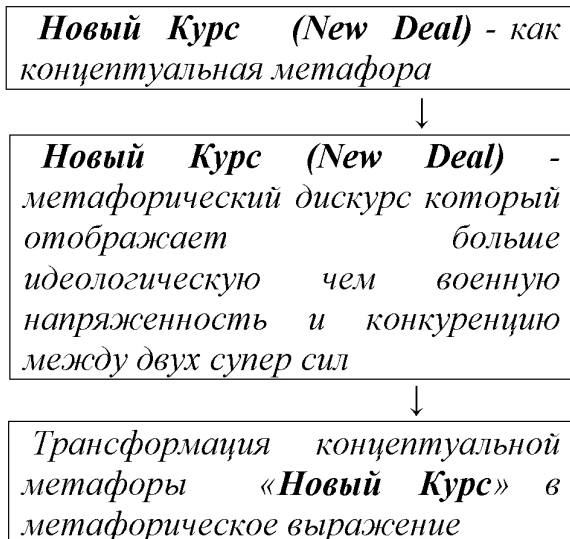 Новый Курс (New Deal) - как
концептуальная метафора
↓
Новый Курс (New Deal) -
метафорический дискурс который
отображает больше
идеологическую чем военную
напряженность и конкуренцию
между двух супер сил
↓
Трансформация концептуальной
метафоры «Новый Курс» в
метафорическое выражение